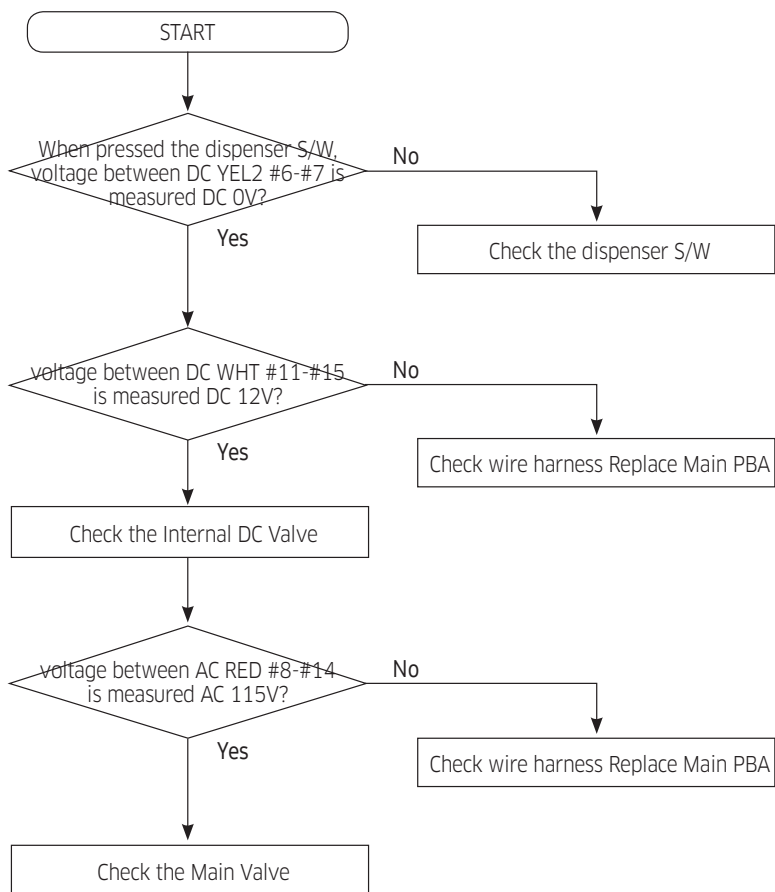 START
When pressed the dispenser S/W,
voltage between DC YEL2 #6-#7 is
measured DC 0V?
No
Yes
Check the dispenser S/W
voltage between DC WHT #11-#15
is measured DC 12V?
No
Yes
Check wire harness Replace Main PBA
Check the Internal DC Valve
voltage between AC RED #8-#14
is measured AC 115V?
No
Yes
Check wire harness Replace Main PBA
Check the Main Valve